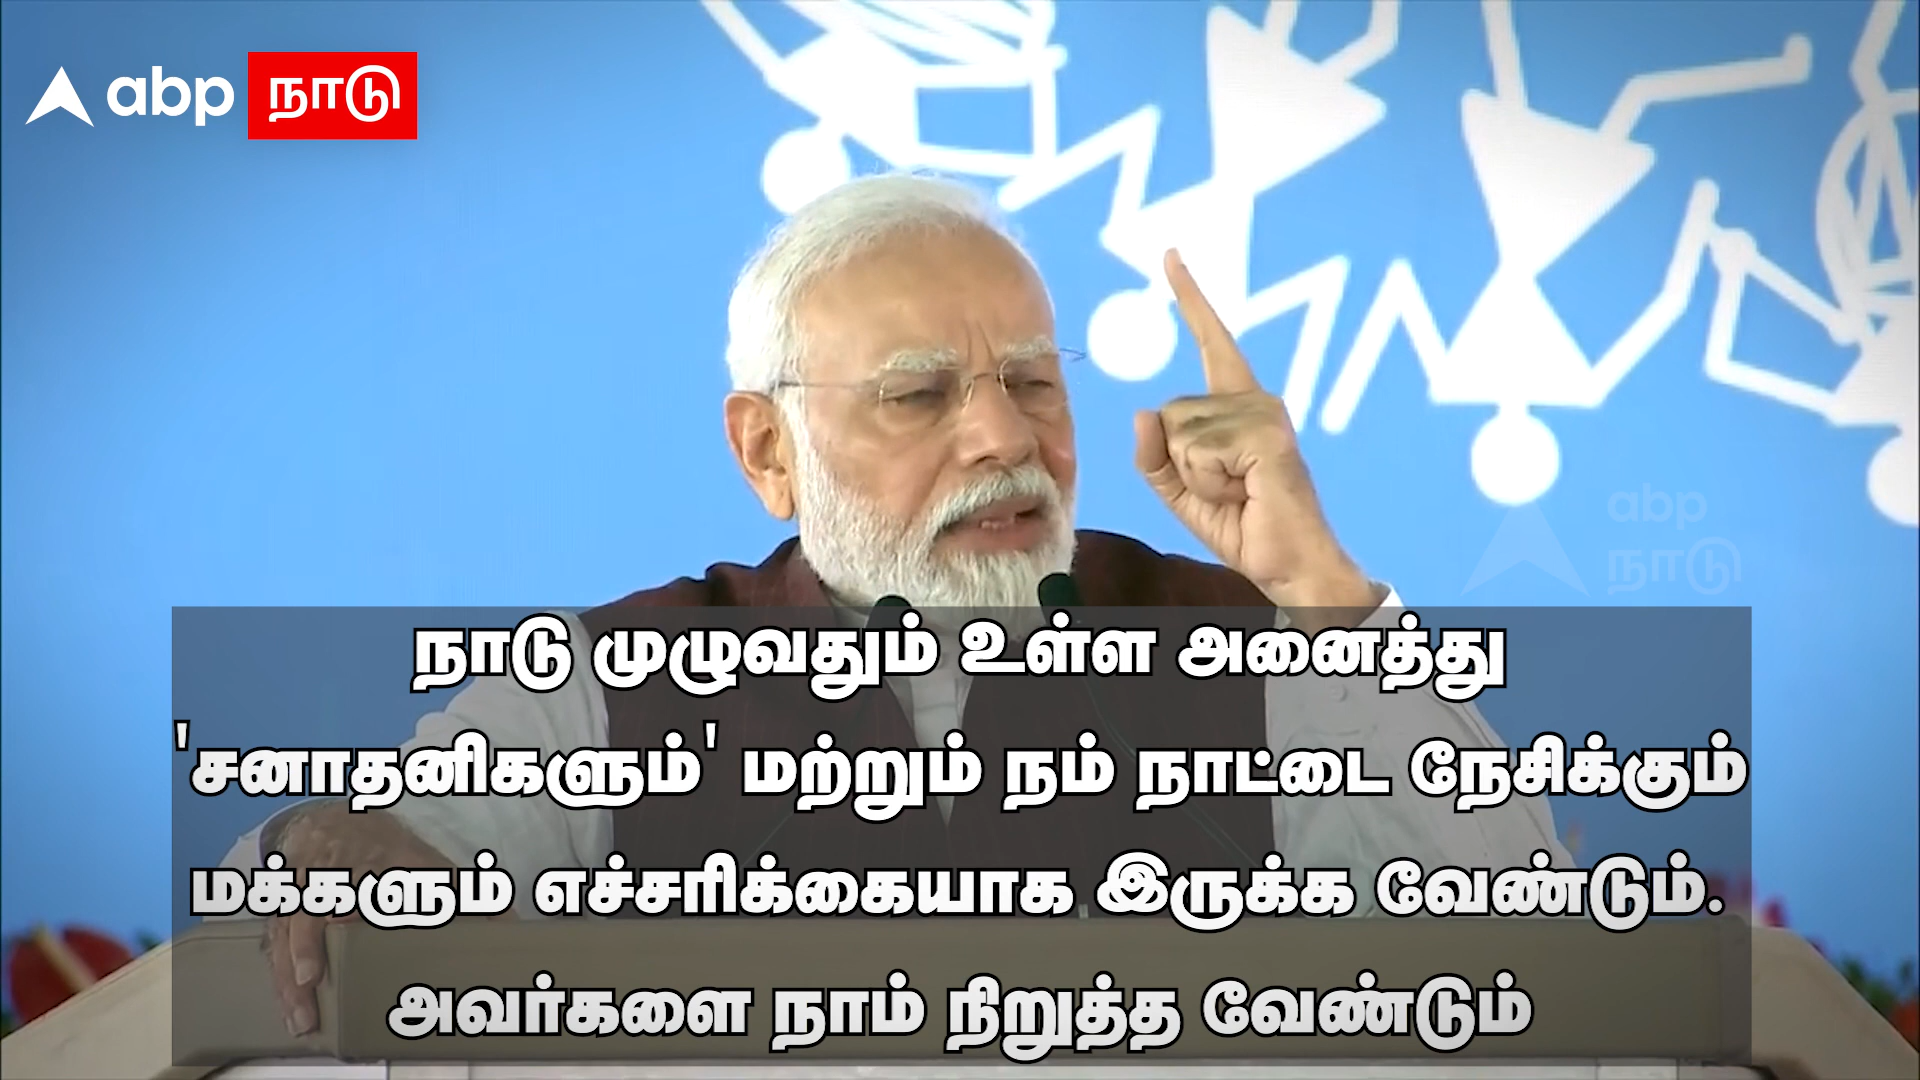 abp நாடு
abp
நாடு
நாடு முழுவதும் உள்ள அனைத்து
'சனாதனிகளும்' மற்றும் நம் நாட்டை நேசிக்கும்
மக்களும் எச்சரிக்கையாக இருக்க வேண்டும்.
அவர்களை நாம் நிறுத்த வேண்டும்